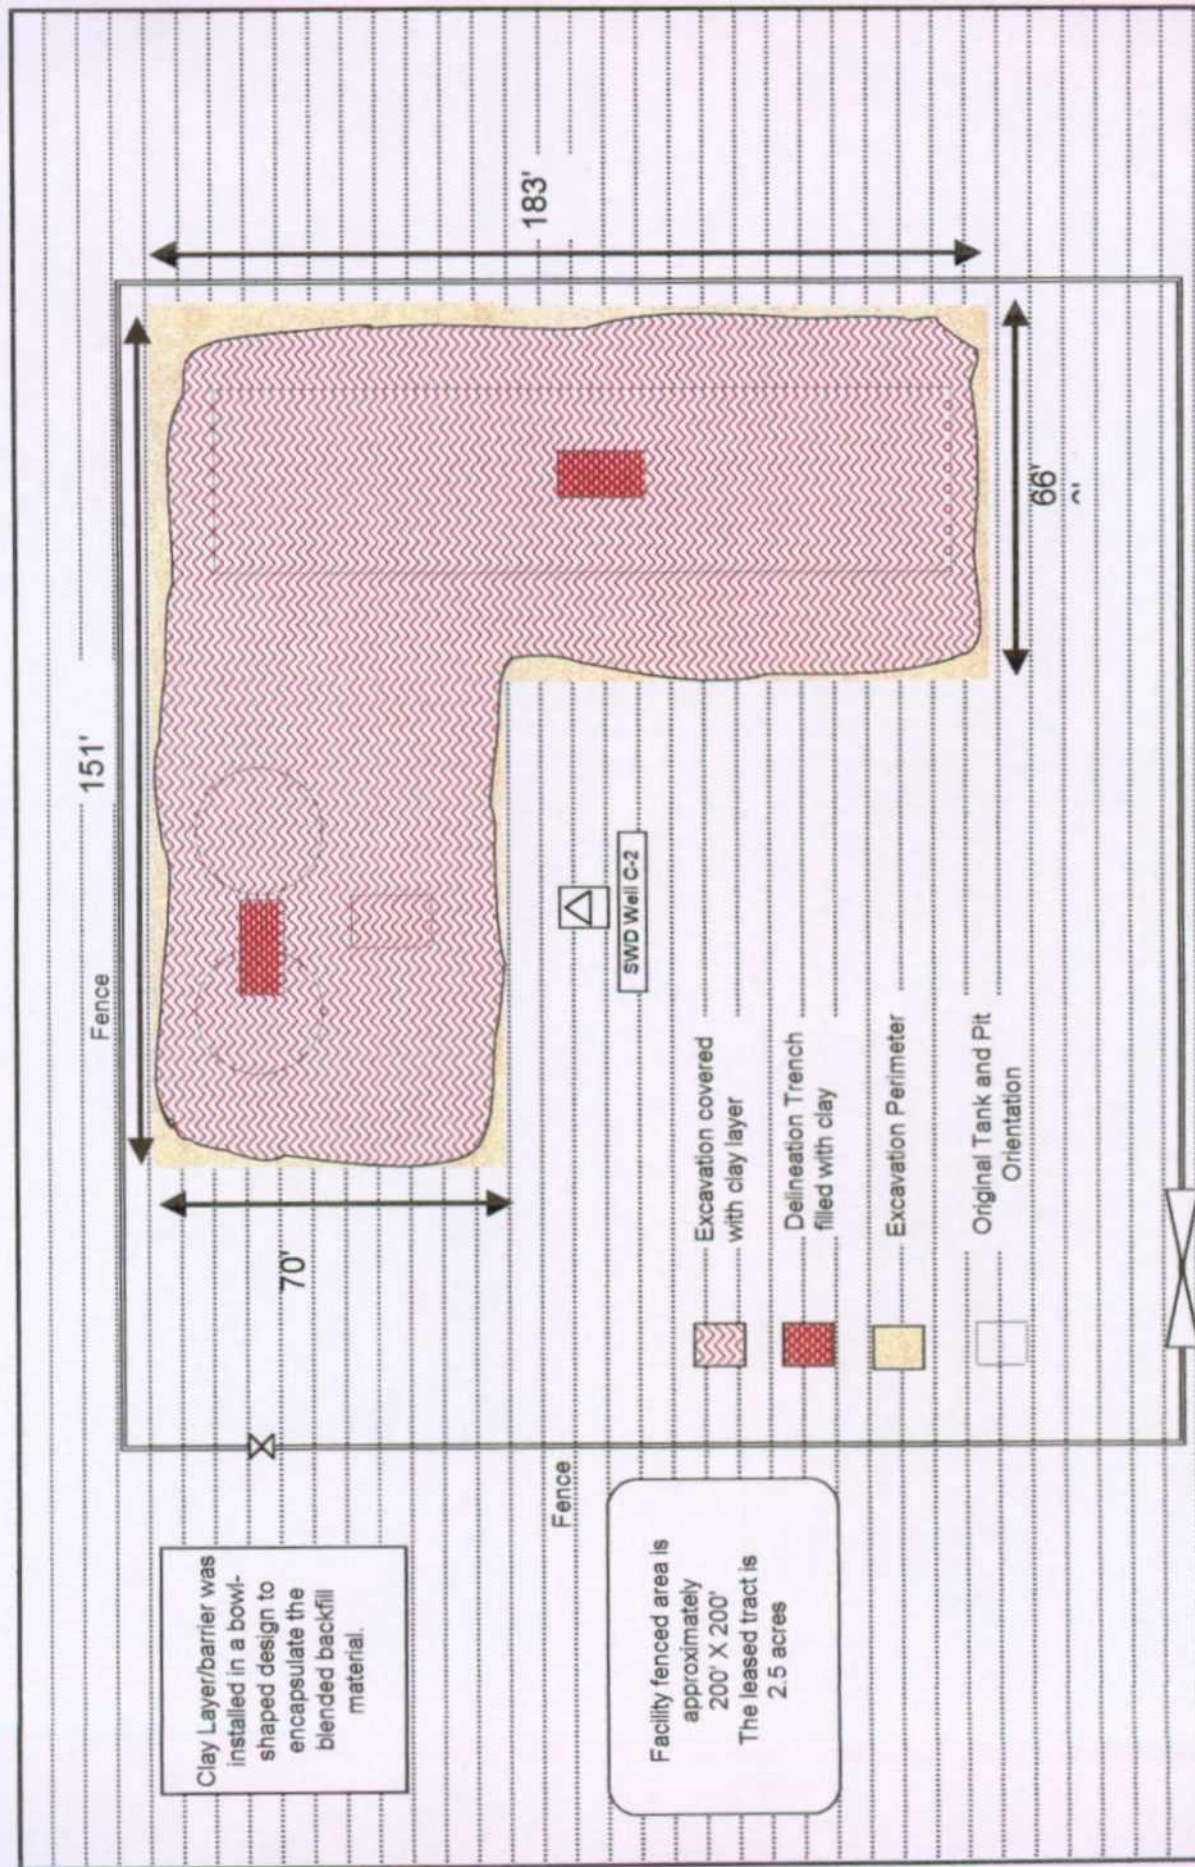 Clay Layer/barrier was
installed in a bowl-
shaped design to
encapsulate the
blended backfill
material.
Fence
151'
70'
183'
66'
SWD Well C-2
Fence
Facility fenced area is
approximately
200' X 200'
The leased tract is
2.5 acres
Excavation covered
with clay layer
Delineation Trench
filled with clay
Excavation Perimeter
Original Tank and Pit
Orientation